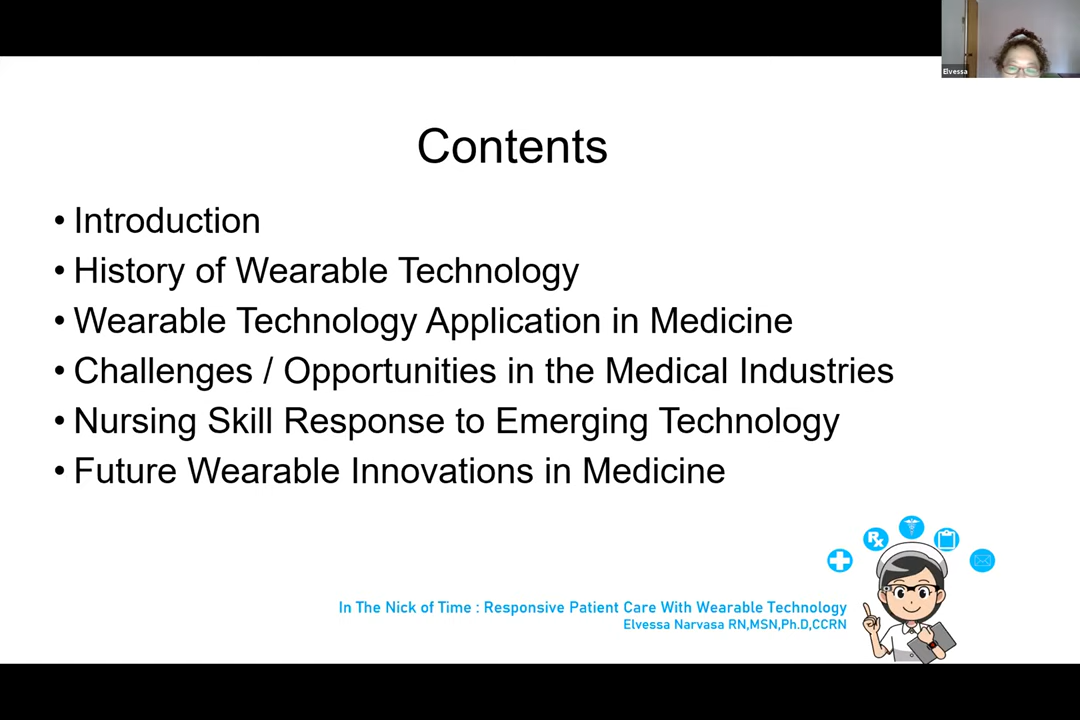 Elvessa
Contents
• Introduction
• History of Wearable Technology
• Wearable Technology Application in Medicine
• Challenges / Opportunities in the Medical Industries
• Nursing Skill Response to Emerging Technology
• Future Wearable Innovations in Medicine
Rx
In The Nick of Time : Responsive Patient Care With Wearable Technology
Elvessa Narvasa RN,MSN,Ph.D,CCRN